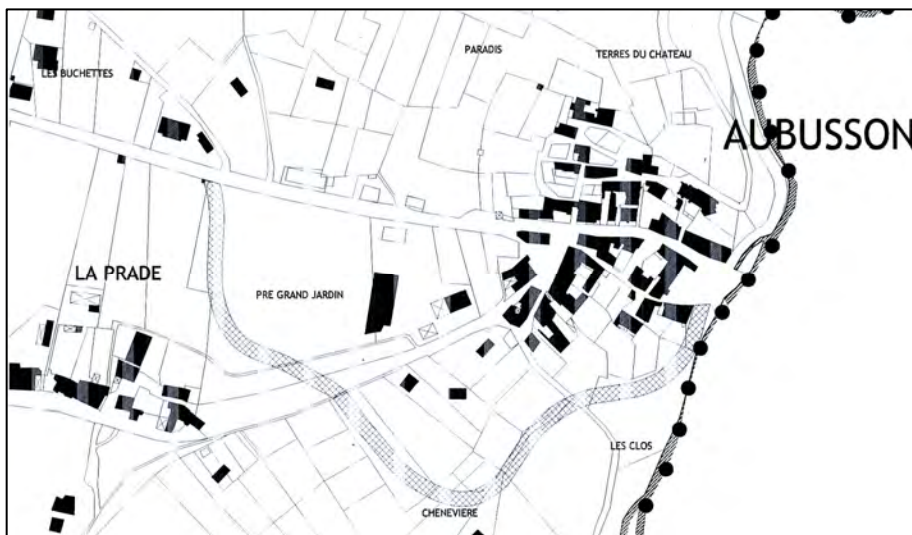 PARADIS
TERRES DU CHATEAU
LES BUCHETTES
AUBUSSON
LA PRADE
PRE GRAND JARDIN
LES CLOS
CHENEVIERE